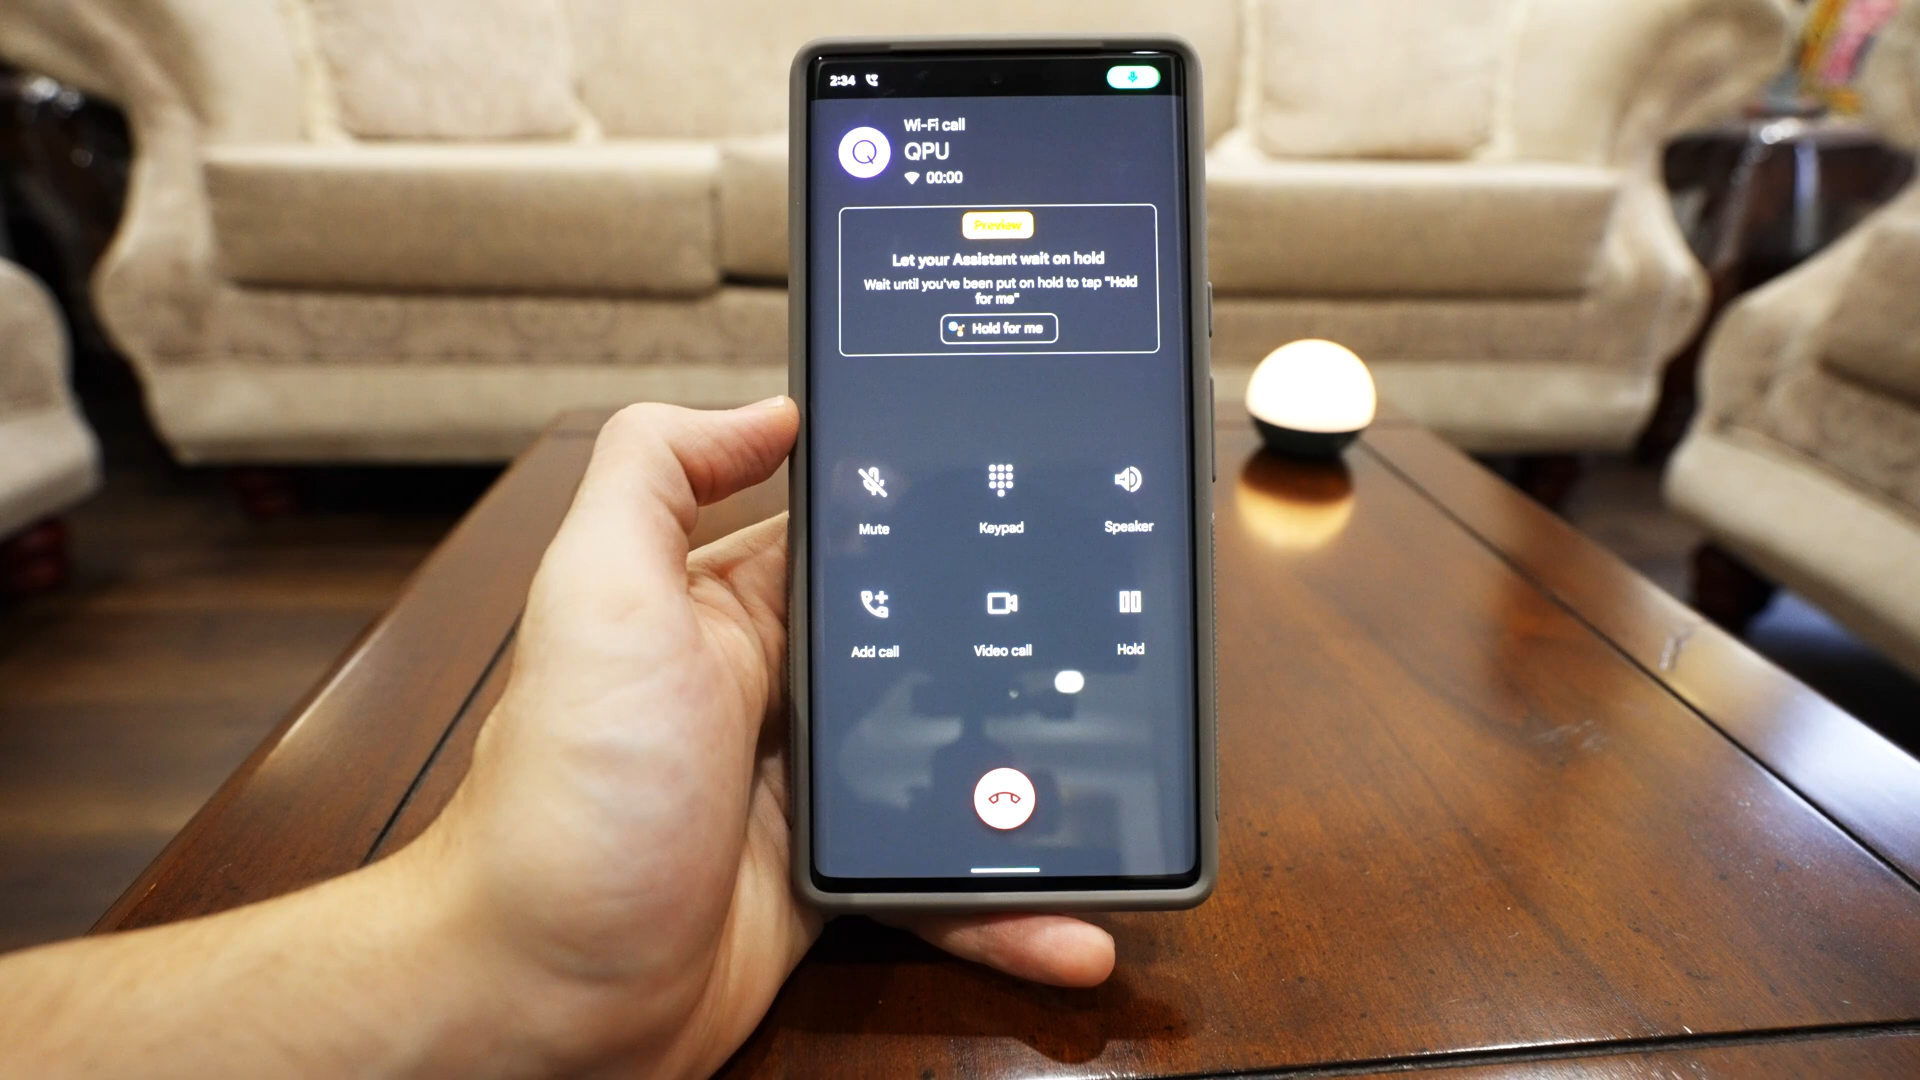 2:34
Wi-Fi call
Q
QPU
00:00
Preview
Let your Assistant wait on hold
Wait until you've been put on hold to tap "Hold
for me"
Hold for me
Mute
Keypad
Speaker
Add call
Video call
Hold